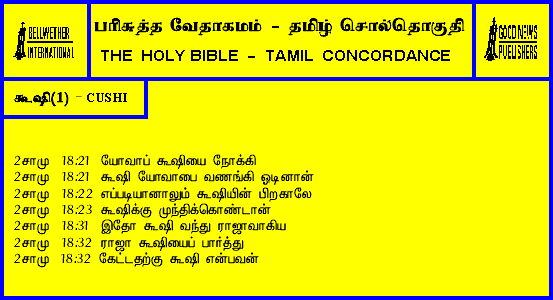 BELLWETHER
INTERNATIONAL
பரிசுத்த வேதாகமம் - தமிழ் சொல்தொகுதி
THE HOLY BIBLE - TAMIL CONCORDANCE
GOOD NEWS
PUBLISHERS
கூஷி(1) - CUSHI
2சாமு 18:21 யோவாப் கூஷியை நோக்கி
2சாமு 18:21 கூஷி யோவாபை வணங்கி ஓடினான்
2சாமு 18:22 எப்படியானாலும் கூஷியின் பிறகாலே
2சாமு 18:23 கூஷிக்கு முந்திக்கொண்டான்
2சாமு 18:31 இதோ கூஷி வந்து ராஜாவாகிய
2சாமு 18:32 ராஜா கூஷியைப் பார்த்து
2சாமு 18:32 கேட்டதற்கு கூஷி என்பவன்